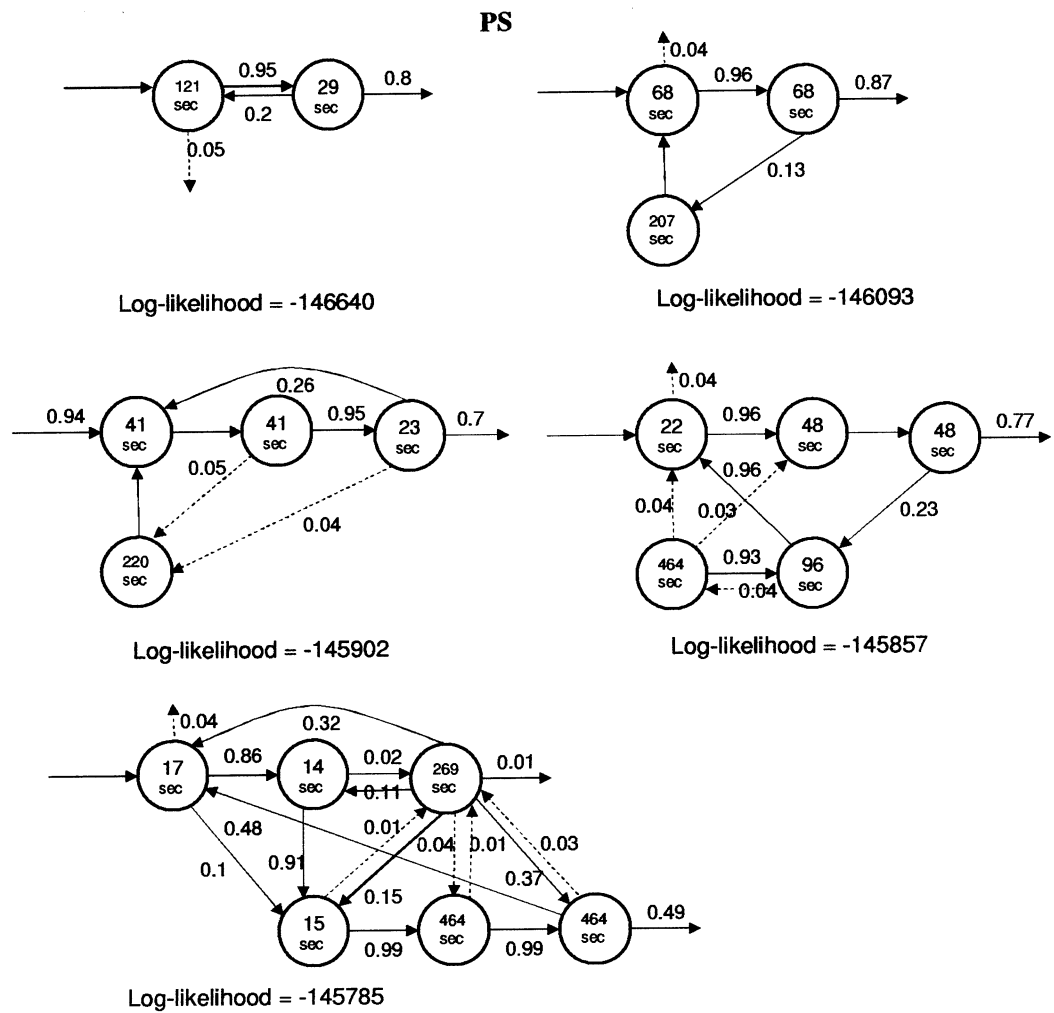 PS
0.04
121 sec
0.95
29 sec
0.8
0.2
0.05
68 sec
0.96
68 sec
0.87
0.13
207 sec
Log-likelihood = -146640
Log-likelihood = -146093
0.26
0.94
41 sec
41 sec
0.95
23 sec
0.7
0.05
0.04
220 sec
Log-likelihood = -145902
0.04
22 sec
0.96
48 sec
48 sec
0.77
0.96
0.04
0.03
0.23
464 sec
0.93
96 sec
0.04
Log-likelihood = -145857
0.04
0.32
17 sec
0.86
14 sec
0.02
269 sec
0.01
0.11
0.48
0.01
0.04
0.01
0.03
0.1
0.91
0.15
0.37
15 sec
0.99
464 sec
0.99
464 sec
0.49
Log-likelihood = -145785